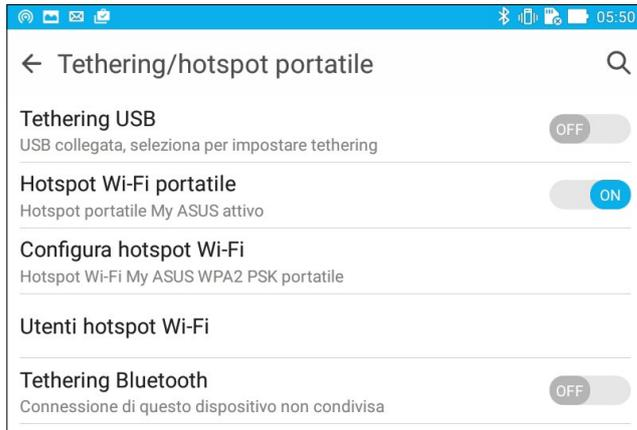 05:50
Tethering/hotspot portatile
Tethering USB
OFF
USB collegata, seleziona per impostare tethering
Hotspot Wi-Fi portatile
ON
Hotspot portatile My ASUS attivo
Configura hotspot Wi-Fi
Hotspot Wi-Fi My ASUS WPA2 PSK portatile
Utenti hotspot Wi-Fi
Tethering Bluetooth
OFF
Connessione di questo dispositivo non condivisa